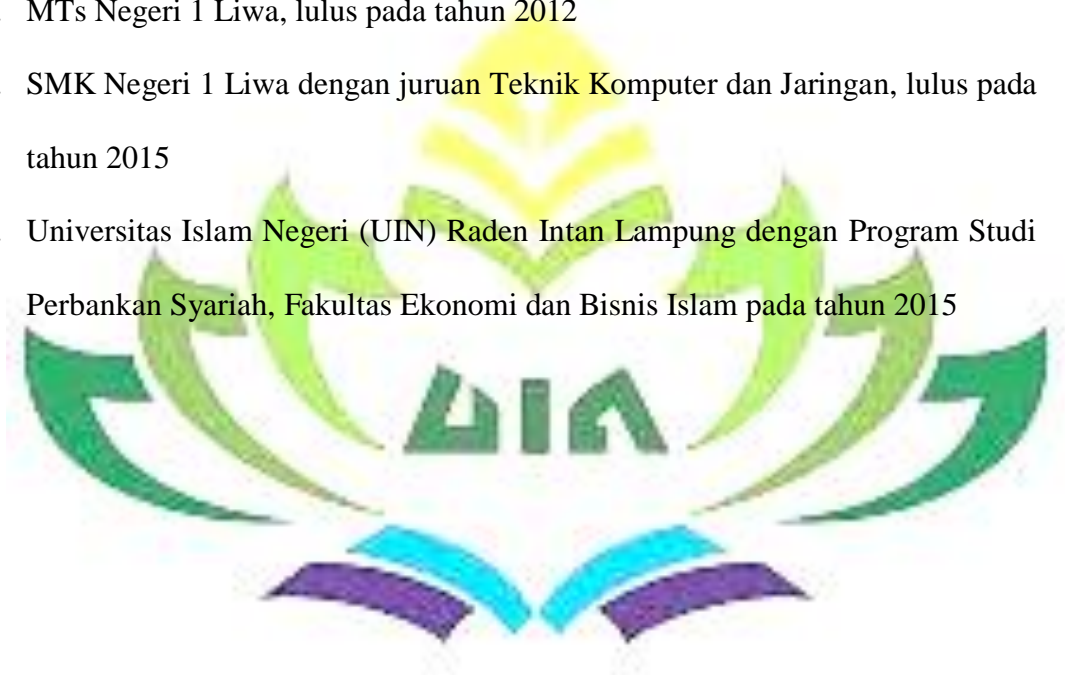 MTs Negeri 1 Liwa, lulus pada tahun 2012
SMK Negeri 1 Liwa dengan juruan Teknik Komputer dan Jaringan, lulus pada
tahun 2015
Universitas Islam Negeri (UIN) Raden Intan Lampung dengan Program Studi
Perbankan Syariah, Fakultas Ekonomi dan Bisnis Islam pada tahun 2015
UIN